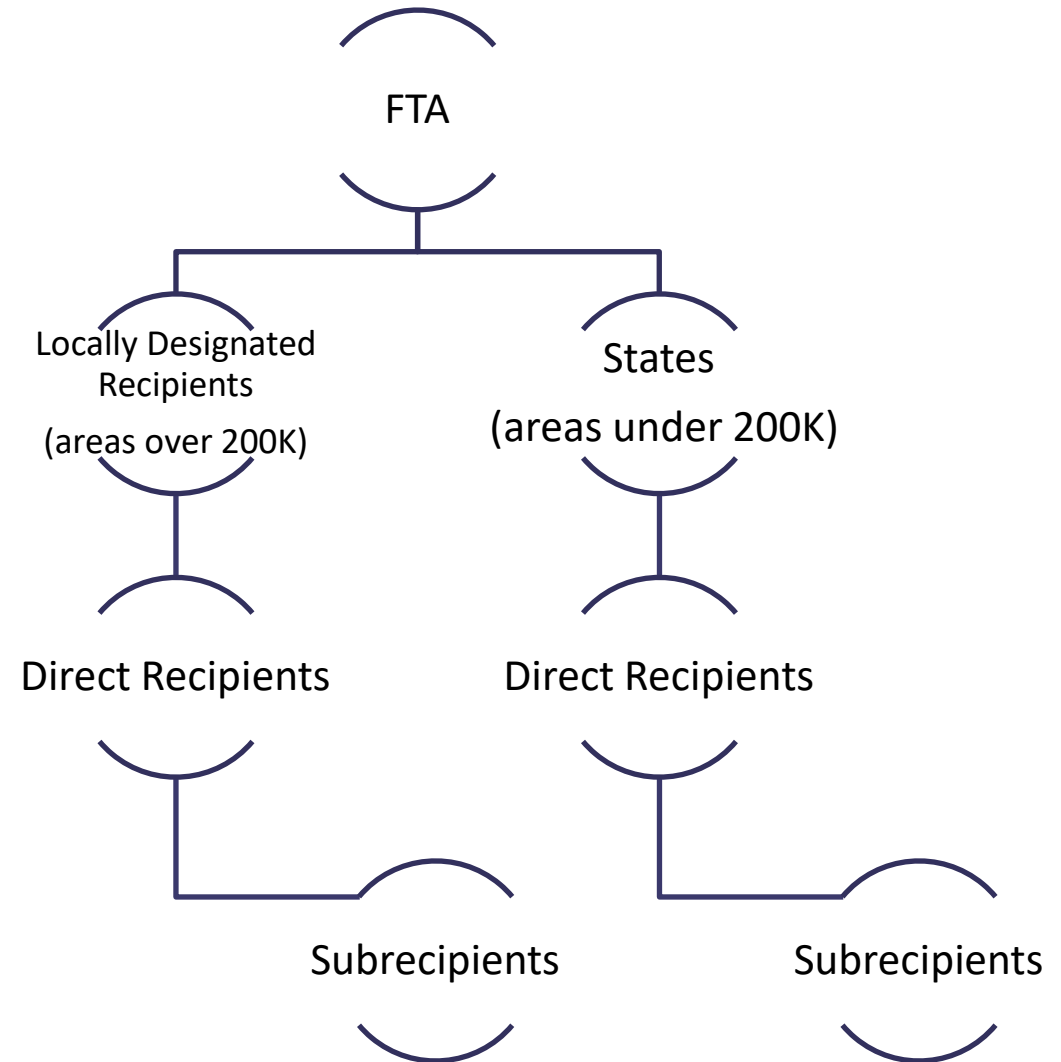 FTA
Locally Designated
Recipients
(areas over 200K)
States
(areas under 200K)
Direct Recipients
Direct Recipients
Subrecipients
Subrecipients